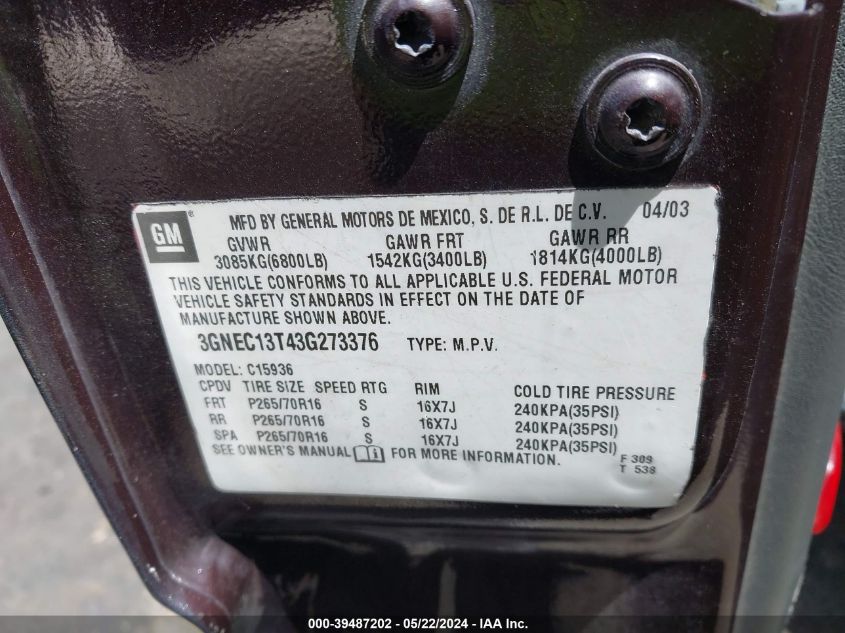 GM ® MFD BY GENERAL MOTORS DE MEXICO, S. DE R.L. DE C.V. 04/03
GVWR GAWR FRT GAWR RR
3085KG(6800LB) 1542KG(3400LB) 1814KG(4000LB)
THIS VEHICLE CONFORMS TO ALL APPLICABLE U.S. FEDERAL MOTOR
VEHICLE SAFETY STANDARDS IN EFFECT ON THE DATE OF
MANUFACTURE SHOWN ABOVE.
3GNEC13T43G273376 TYPE: M.P.V.
MODEL: C15936
CPDV TIRE SIZE SPEED RTG RIM COLD TIRE PRESSURE
FRT P265/70R16 S 16X7J 240KPA(35PSI)
RR P265/70R16 S 16X7J 240KPA(35PSI)
SPA P265/70R16 S 16X7J 240KPA(35PSI)
SEE OWNER'S MANUAL FOR MORE INFORMATION.
F 309
T 538
000-39487202 - 05/22/2024 - IAA Inc.